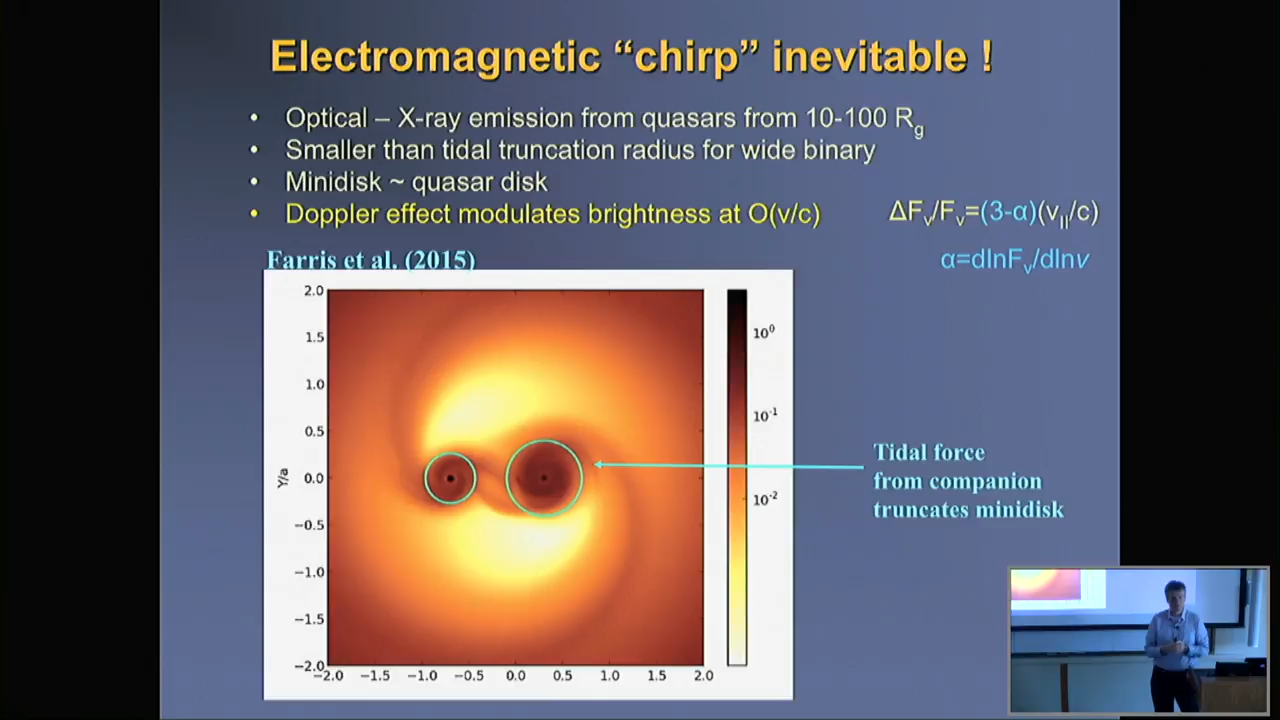 Electromagnetic “chirp” inevitable !
• Optical – X-ray emission from quasars from 10-100 Rg
• Smaller than tidal truncation radius for wide binary
• Minidisk ~ quasar disk
• Doppler effect modulates brightness at O(v/c)
ΔFν/Fν=(3-α)(v||/c)
α=dlnFν/dlnν
Farris et al. (2015)
2.0
1.5
1.0
0.5
0.0
−0.5
−1.0
−1.5
−2.0
Y/a
−2.0 −1.5 −1.0 −0.5 0.0 0.5 1.0 1.5 2.0
10⁰
10⁻¹
10⁻²
Tidal force
from companion
truncates minidisk